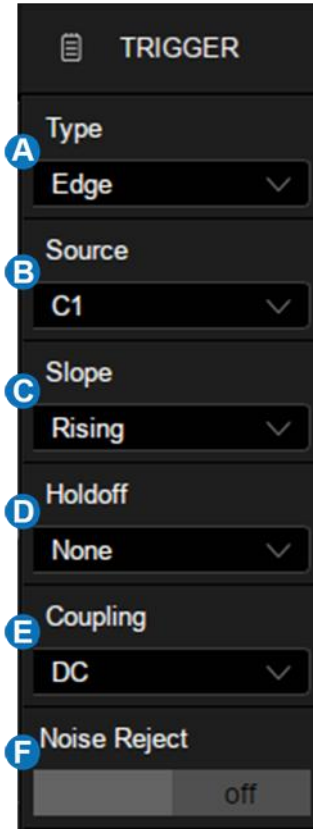 TRIGGER
Type
A
Edge
Source
B
C1
Slope
C
Rising
Holdoff
D
None
Coupling
E
DC
Noise Reject
F
off